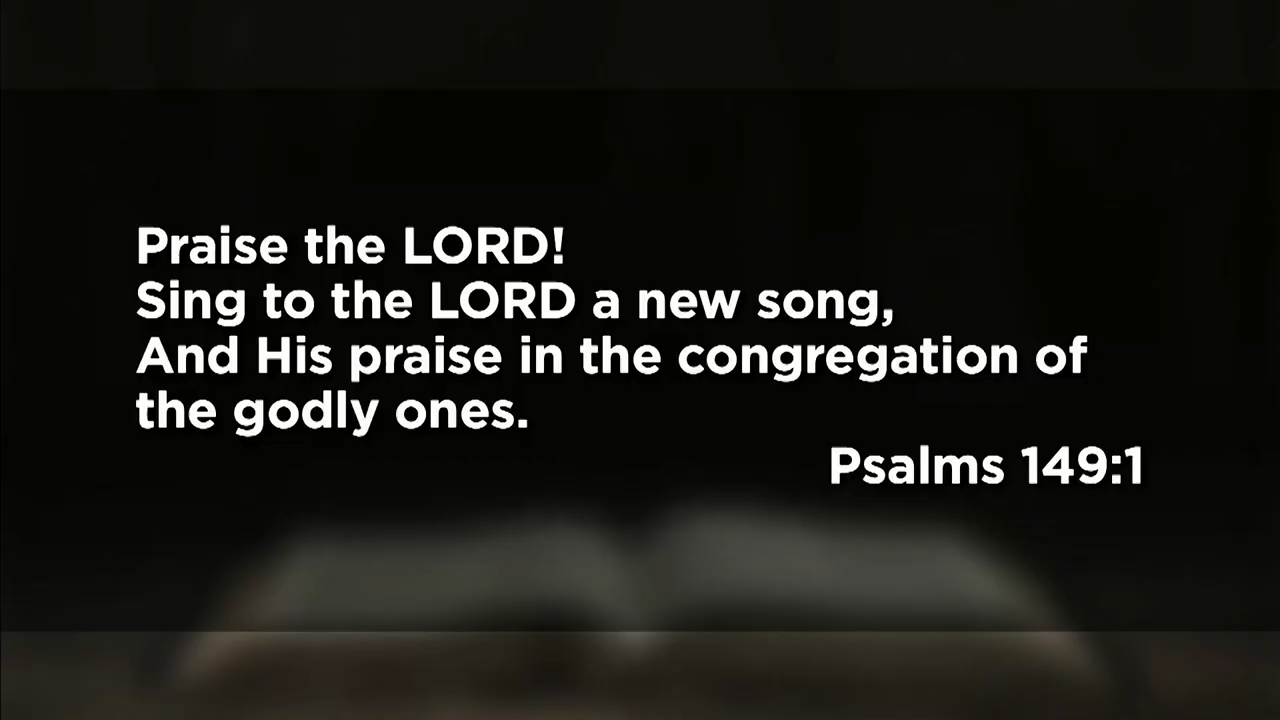 Praise the LORD!
Sing to the LORD a new song,
And His praise in the congregation of
the godly ones.
Psalms 149:1